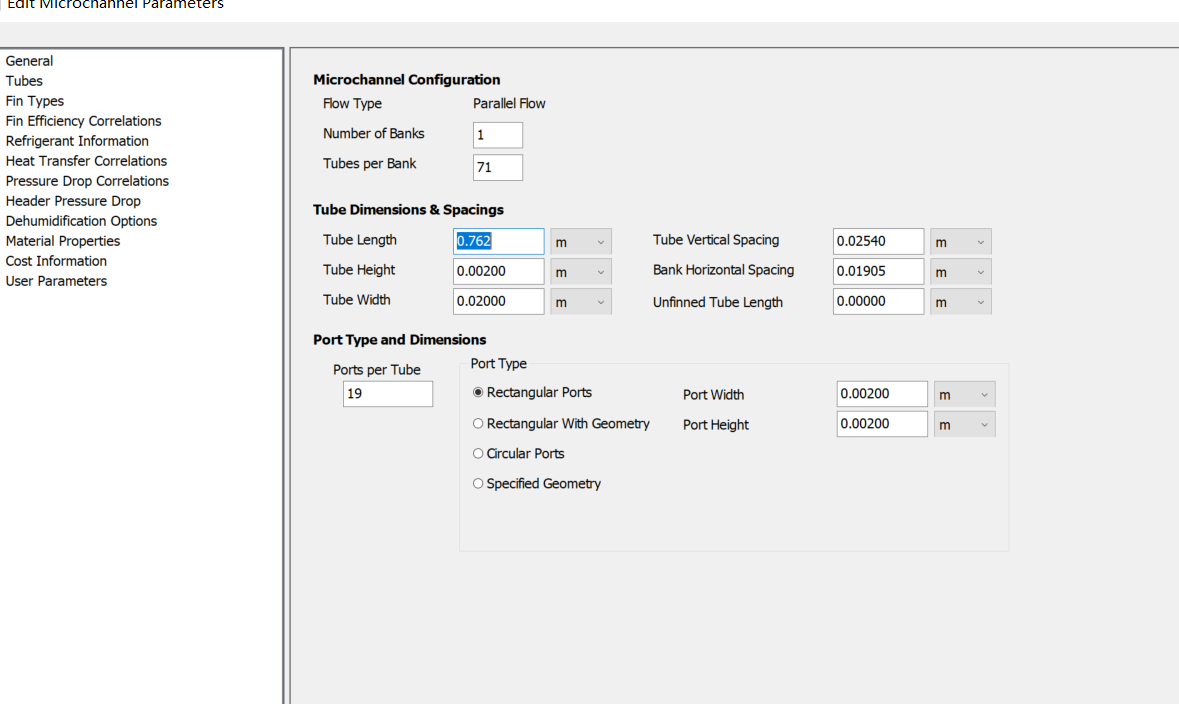 Edit Microchannel Parameters
General
Tubes
Fin Types
Fin Efficiency Correlations
Refrigerant Information
Heat Transfer Correlations
Pressure Drop Correlations
Header Pressure Drop
Dehumidification Options
Material Properties
Cost Information
User Parameters
Microchannel Configuration
Flow Type Parallel Flow
Number of Banks 1
Tubes per Bank 71
Tube Dimensions & Spacings
Tube Length 0.762 m Tube Vertical Spacing 0.02540 m
Tube Height 0.00200 m Bank Horizontal Spacing 0.01905 m
Tube Width 0.02000 m Unfinned Tube Length 0.00000 m
Port Type and Dimensions
Ports per Tube
19
Port Type
Rectangular Ports Port Width 0.00200 m
Rectangular With Geometry Port Height 0.00200 m
Circular Ports
Specified Geometry